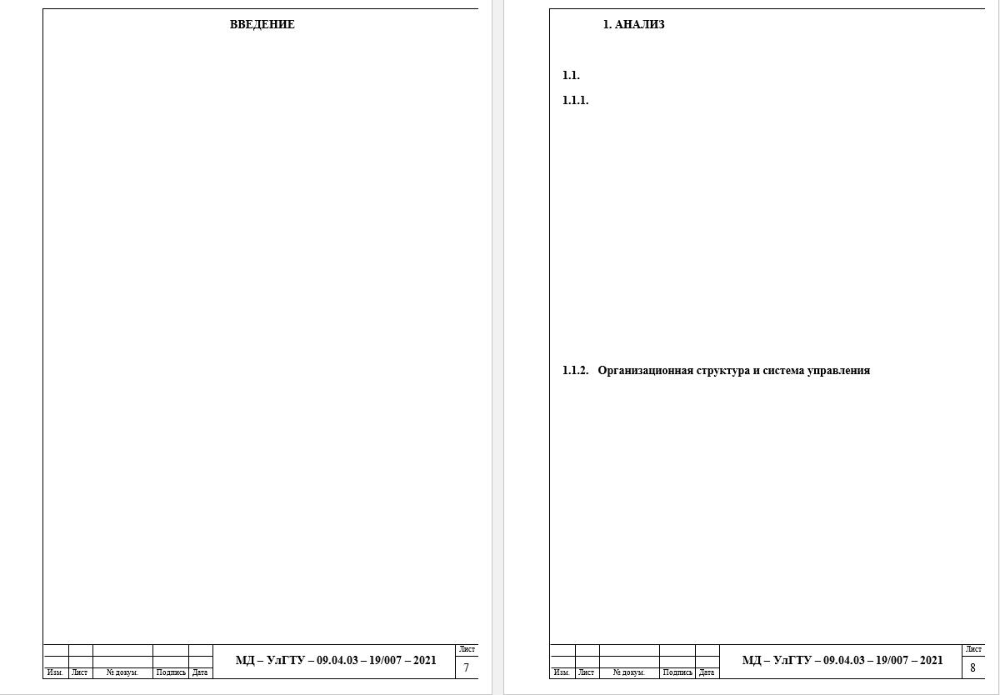 ВВЕДЕНИЕ
Лист
МД – УлГТУ – 09.04.03 – 19/007 – 2021
7
Изм. Лист № докум. Подпись Дата
1. АНАЛИЗ
1.1.
1.1.1.
1.1.2. Организационная структура и система управления
Лист
МД – УлГТУ – 09.04.03 – 19/007 – 2021
8
Изм. Лист № докум. Подпись Дата